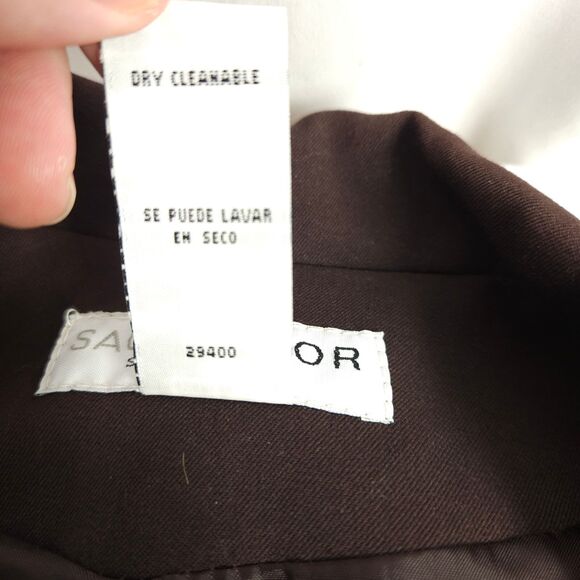 DRY CLEANABLE
SE PUEDE LAVAR
EN SECO
29400